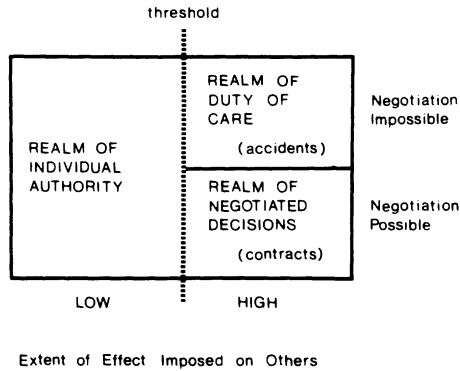 threshold
REALM OF
DUTY OF
CARE
(accidents)
Negotiation
Impossible
REALM OF
INDIVIDUAL
AUTHORITY
REALM OF
NEGOTIATED
DECISIONS
(contracts)
Negotiation
Possible
LOW
HIGH
Extent of Effect Imposed on Others